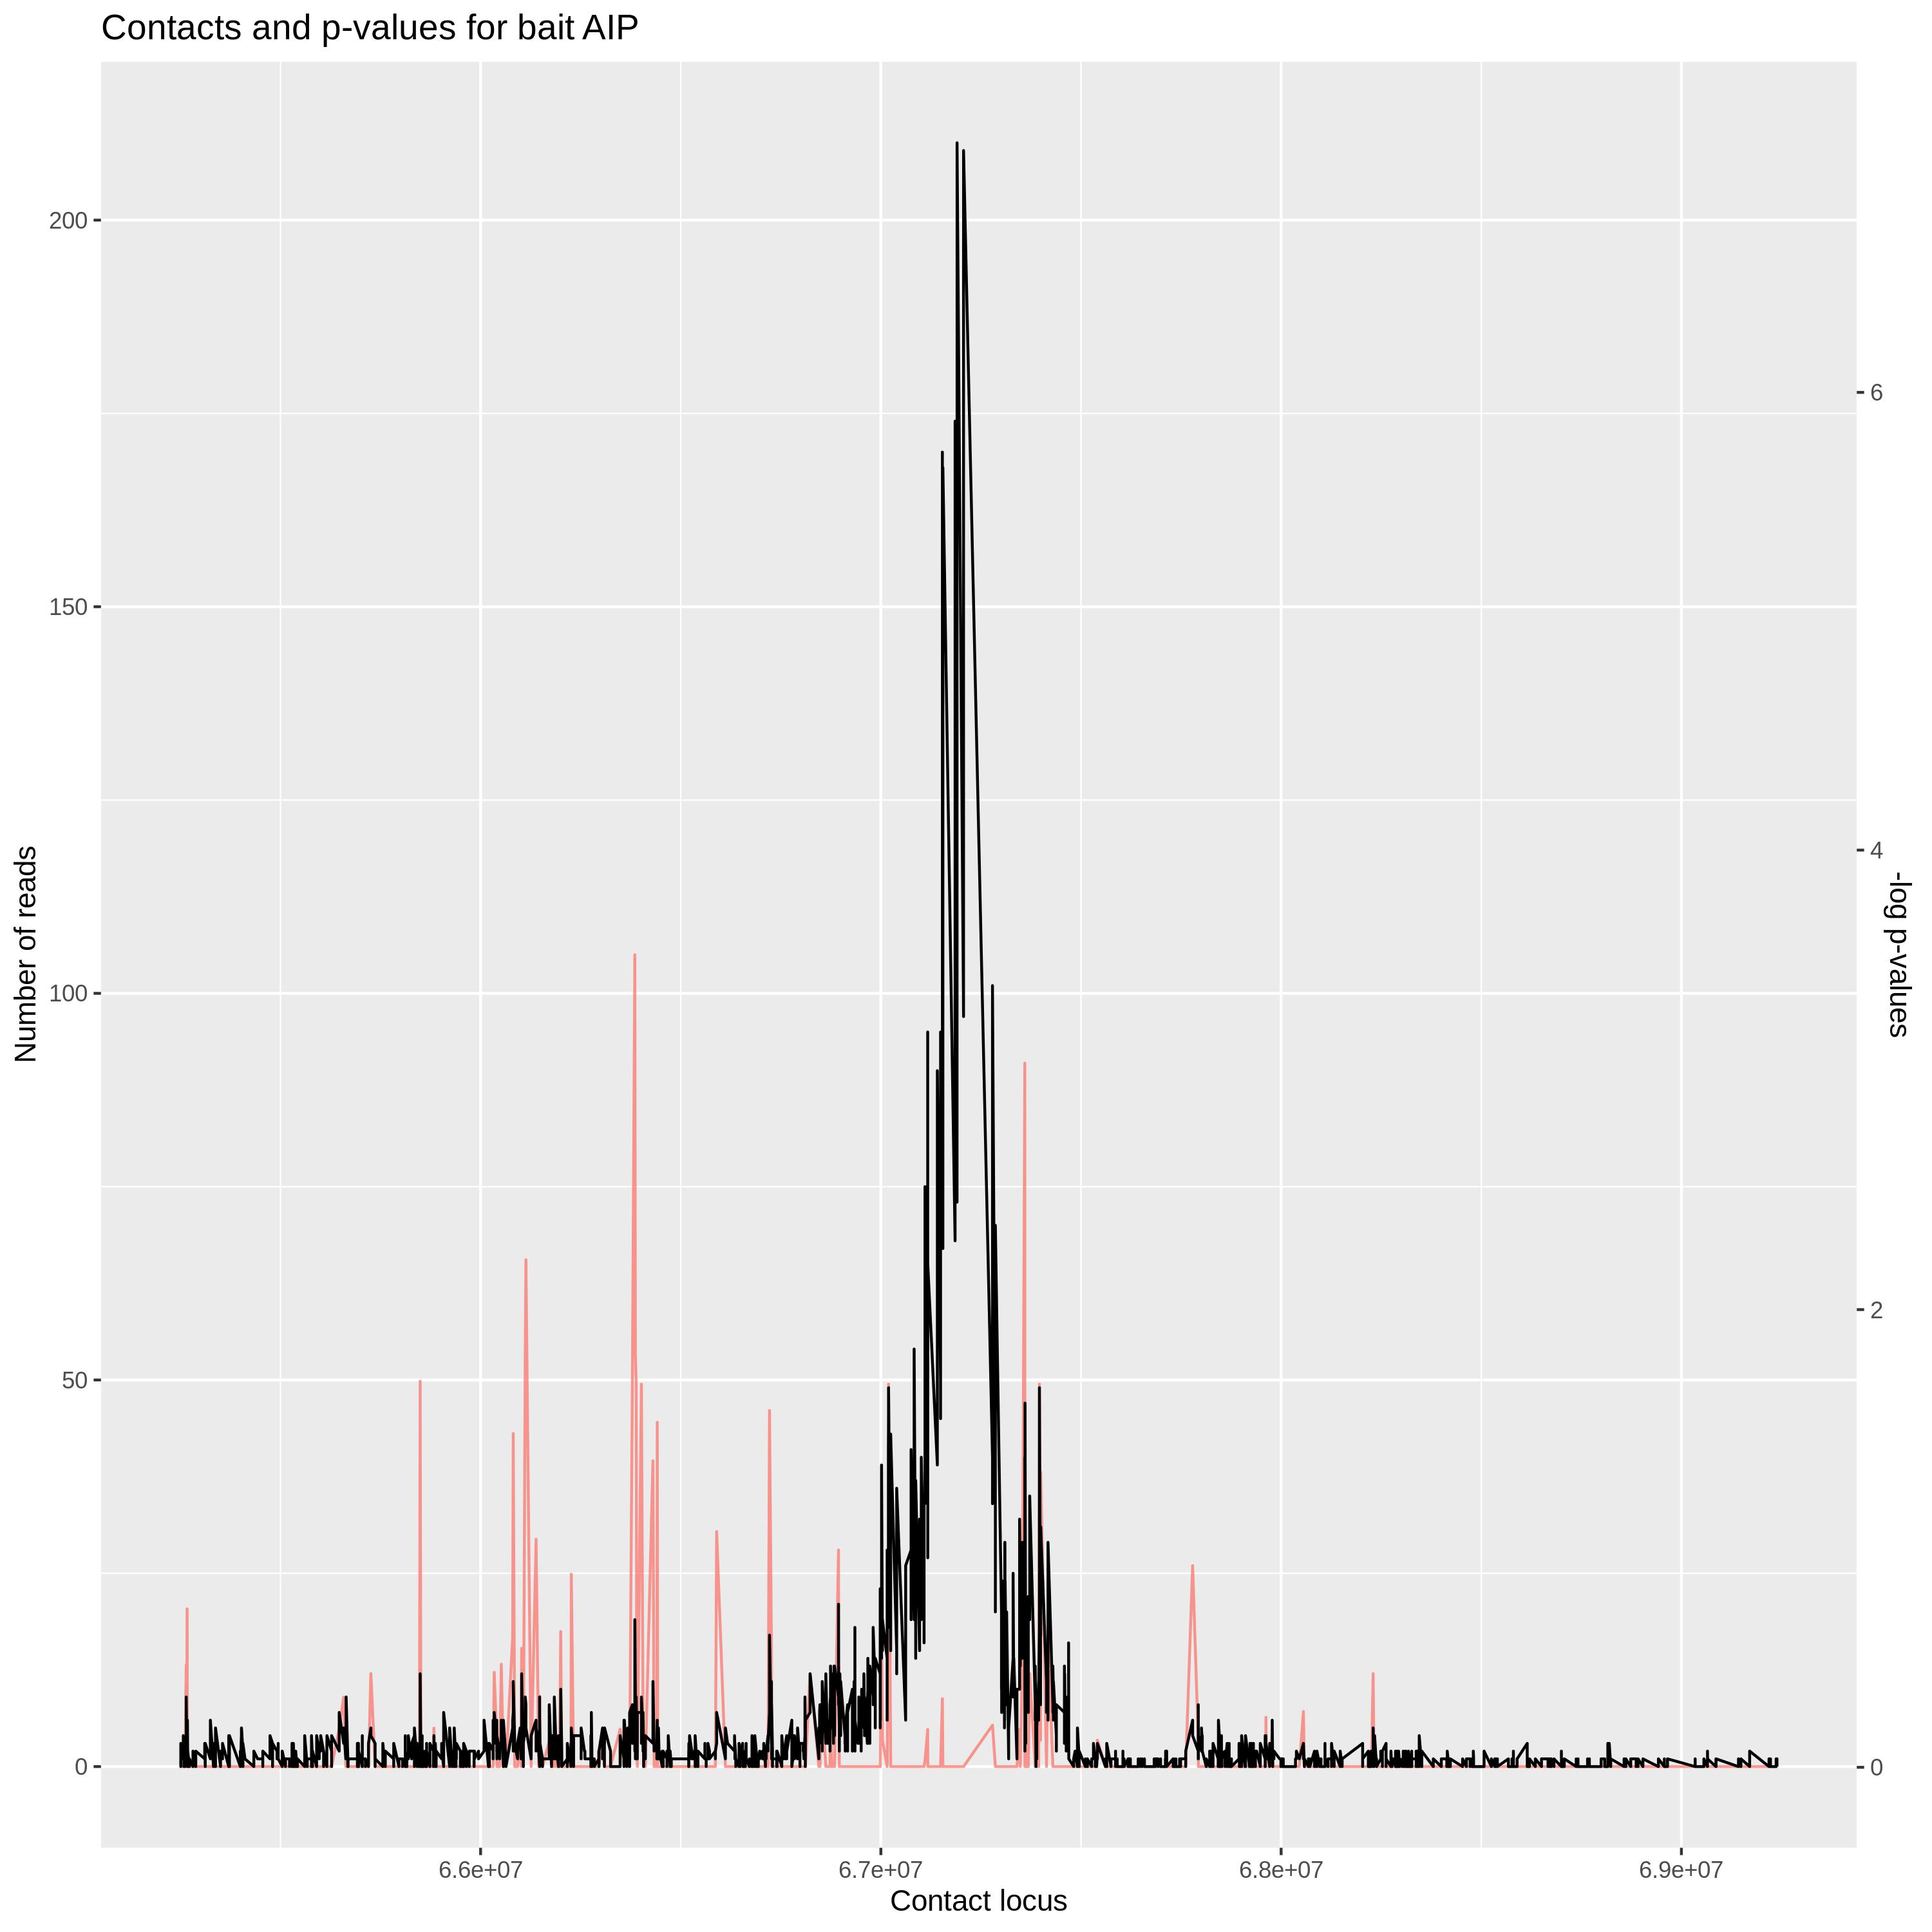 Contacts and p-values for bait AIP
200
150
100
50
0
Number of reads
6
4
2
0
-log p-values
6.6e+07
6.7e+07
6.8e+07
6.9e+07
Contact locus